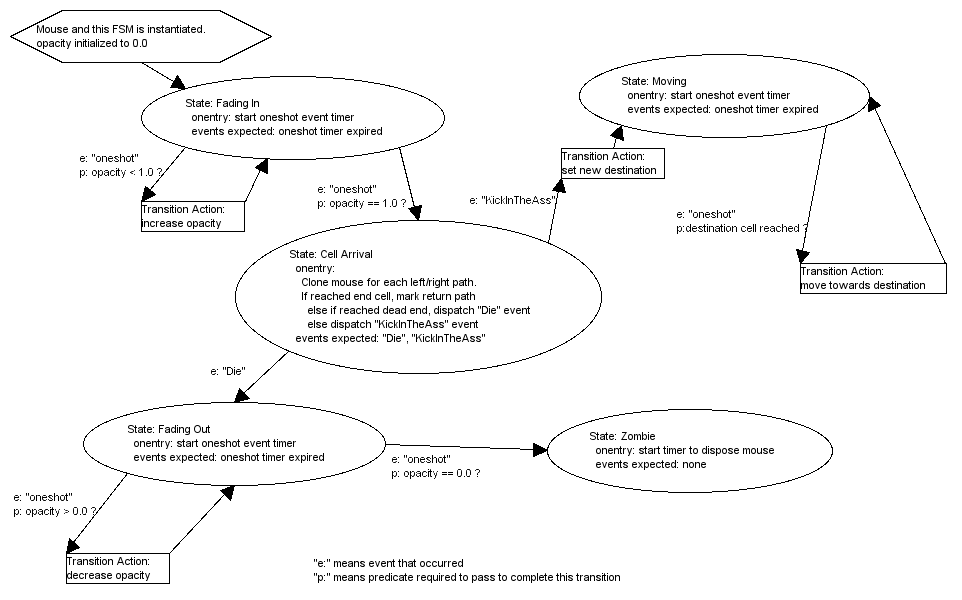 Mouse and this FSM is instantiated.
opacity initialized to 0.0
State: Fading In
onentry: start oneshot event timer
events expected: oneshot timer expired
e: "oneshot"
p: opacity < 1.0 ?
Transition Action:
increase opacity
e: "oneshot"
p: opacity == 1.0 ?
State: Moving
onentry: start oneshot event timer
events expected: oneshot timer expired
Transition Action:
set new destination
e: "KickInTheAss"
e: "oneshot"
p:destination cell reached ?
Transition Action:
move towards destination
State: Cell Arrival
onentry:
Clone mouse for each left/right path.
If reached end cell, mark return path
else if reached dead end, dispatch "Die" event
else dispatch "KickInTheAss" event
events expected: "Die", "KickInTheAss"
e: "Die"
State: Fading Out
onentry: start oneshot event timer
events expected: oneshot timer expired
e: "oneshot"
p: opacity == 0.0 ?
State: Zombie
onentry: start timer to dispose mouse
events expected: none
e: "oneshot"
p: opacity > 0.0 ?
Transition Action:
decrease opacity
"e:" means event that occurred
"p:" means predicate required to pass to complete this transition